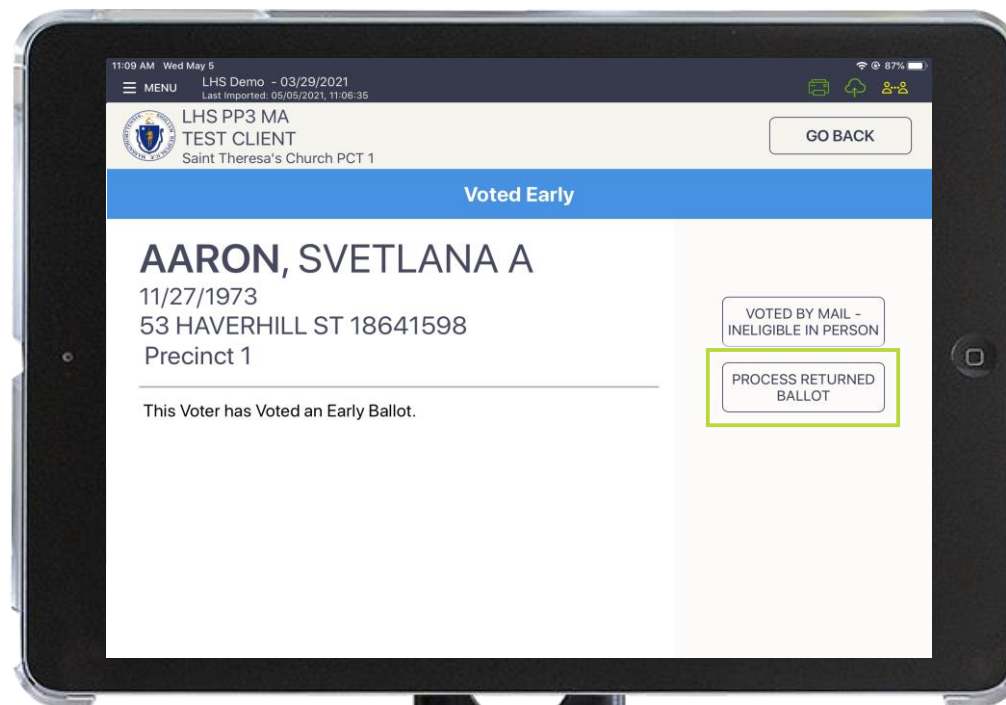 11:09 AM Wed May 5
87%
MENU
LHS Demo - 03/29/2021
Last Imported: 05/05/2021, 11:06:35
LHS PP3 MA
TEST CLIENT
Saint Theresa's Church PCT 1
GO BACK
Voted Early
AARON, SVETLANA A
11/27/1973
53 HAVERHILL ST 18641598
Precinct 1
This Voter has Voted an Early Ballot.
VOTED BY MAIL -
INELIGIBLE IN PERSON
PROCESS RETURNED
BALLOT